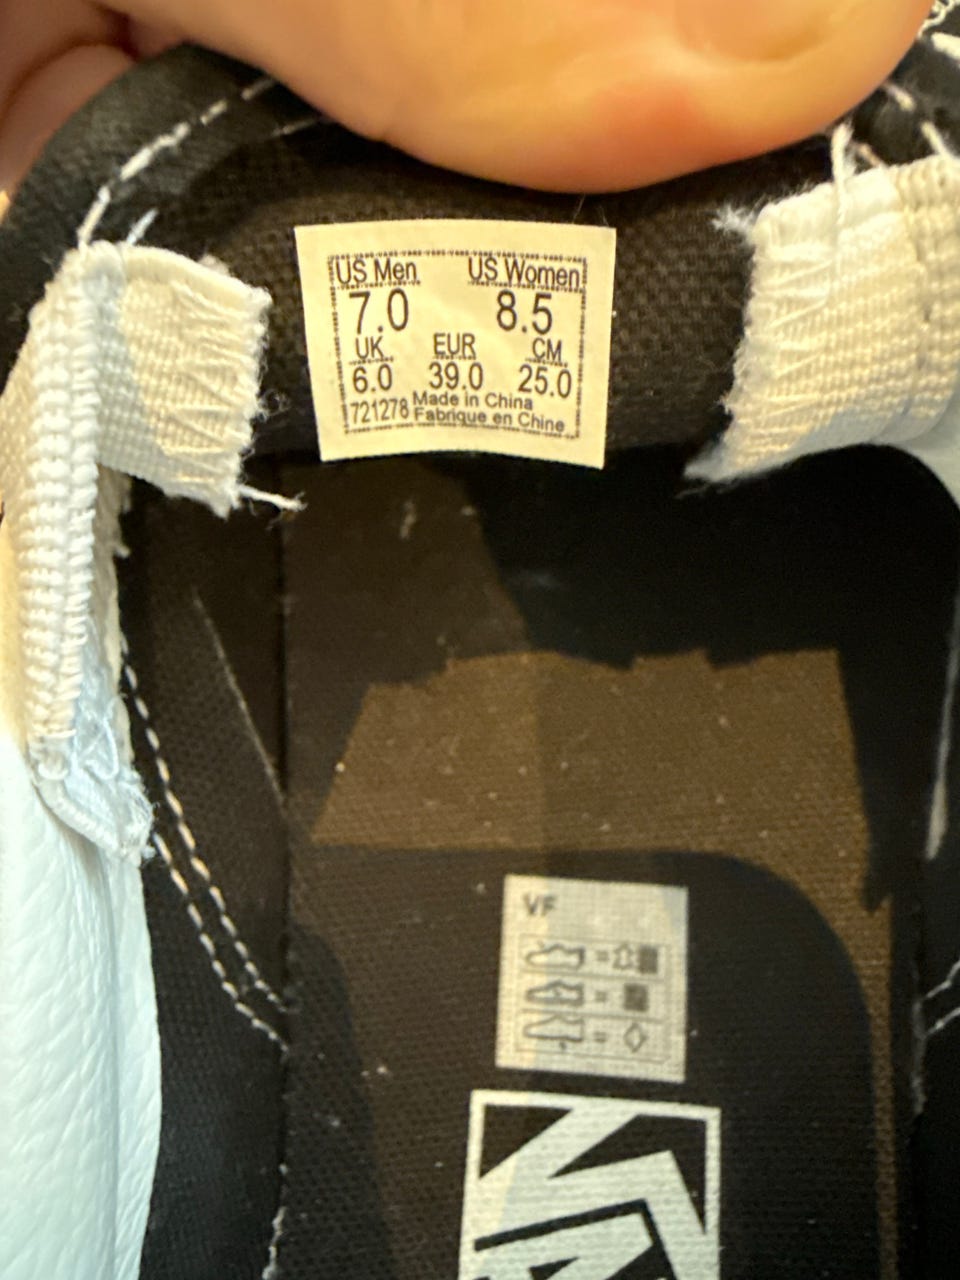 US Men US Women
7.0 8.5
UK EUR CM
6.0 39.0 25.0
721278 Made in China
Fabrique en Chine
VF